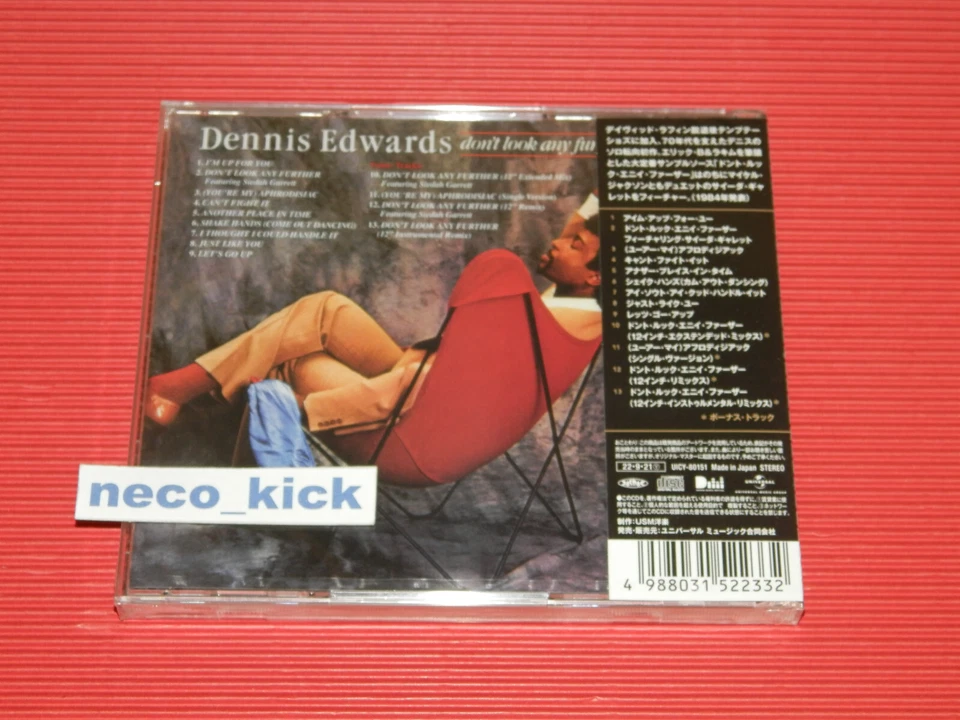 Dennis Edwards don't look any fur
1. I'M UP FOR YOU
2. DON'T LOOK ANY FURTHER
Featuring Siedah Garrett
3. (YOU'RE MY) APHRODISIAC
4. CAN'T FIGHT IT
5. ANOTHER PLACE IN TIME
6. SHAKE HANDS (COME OUT DANCING)
7. I THOUGHT I COULD HANDLE IT
8. JUST LIKE YOU
9. LET'S GO UP
10. DON'T LOOK ANY FURTHER (12" Extended Mix)
Featuring Siedah Garrett
11. (YOU'RE MY) APHRODISIAC (Single Version)
12. DON'T LOOK ANY FURTHER (12" Remix)
Featuring Siedah Garrett
13. DON'T LOOK ANY FURTHER
(12" Instrumental Remix)
デイヴィッド・ラフィン脱退後テンプテー
ションズに加入、70年代を支えたデニスの
ソロ転向初作。エリック・B&ラキムを筆頭
とした大定番サンプルソース「ドント・ルッ
ク・エニイ・ファーザー」はのちにマイケル・
ジャクソンともデュエットのサイーダ・ギャ
レットをフィーチャー。(1984年発表)
1 アイム・アップ・フォー・ユー
2 ドント・ルック・エニイ・ファーザー
フィーチャリング・サイーダ・ギャレット
3 (ユーアー・マイ)アフロディジアック
4 キャント・ファイト・イット
5 アナザー・プレイス・イン・タイム
6 シェイク・ハンズ(カム・アウト・ダンシング)
7 アイ・ソウト・アイ・クッド・ハンドル・イット
8 ジャスト・ライク・ユー
9 レッツ・ゴー・アップ
10 ドント・ルック・エニイ・ファーザー
(12インチ・エクステンデッド・ミックス)*
11 (ユーアー・マイ)アフロディジアック
(シングル・ヴァージョン)*
12 ドント・ルック・エニイ・ファーザー
(12インチ・リミックス)*
13 ドント・ルック・エニイ・ファーザー
(12インチ・インストゥルメンタル・リミックス)*
*ボーナス・トラック
22・9・21 UICY-80151 Made in Japan STEREO
UNIVERSAL
UNIVERSAL MUSIC GROUP
制作:USM洋楽
発売・販売元:ユニバーサル ミュージック合同会社
4 988031 522332
neco_kick